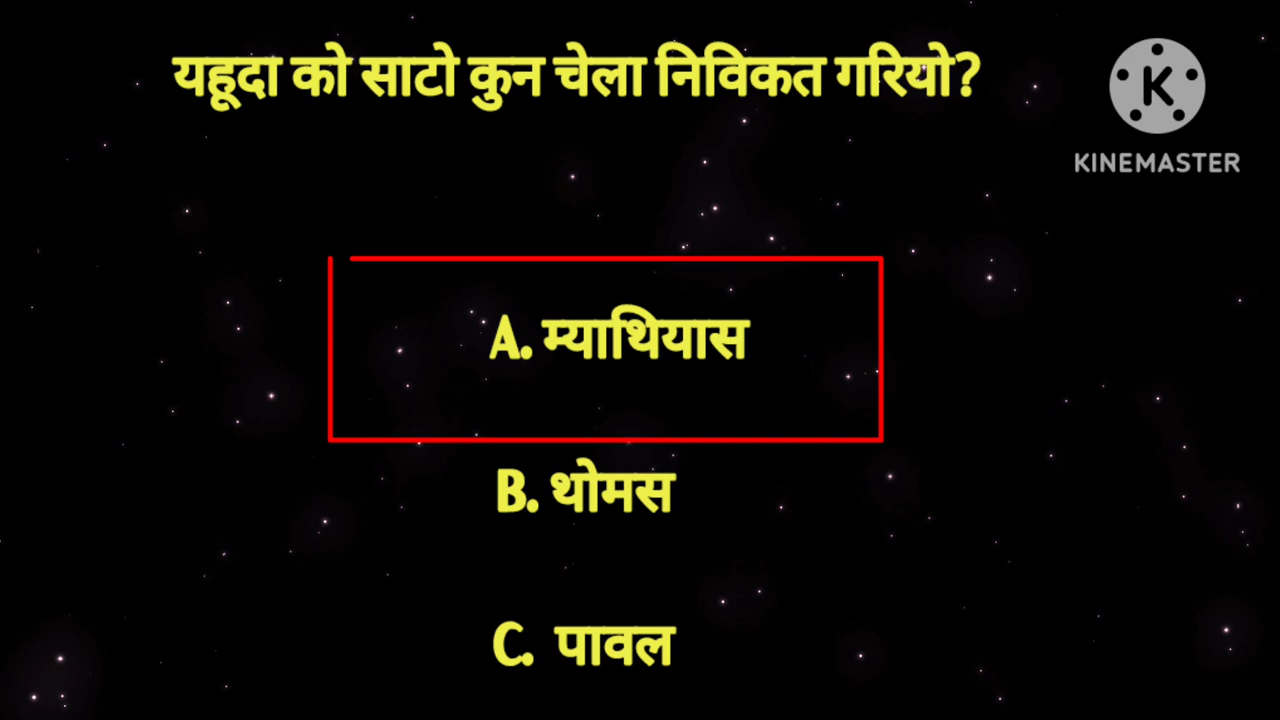 यहूदा को साटो कुन चेला निविकत गरियो?
K
KINEMASTER
A. म्याथियास
B. थोमस
C. पावल